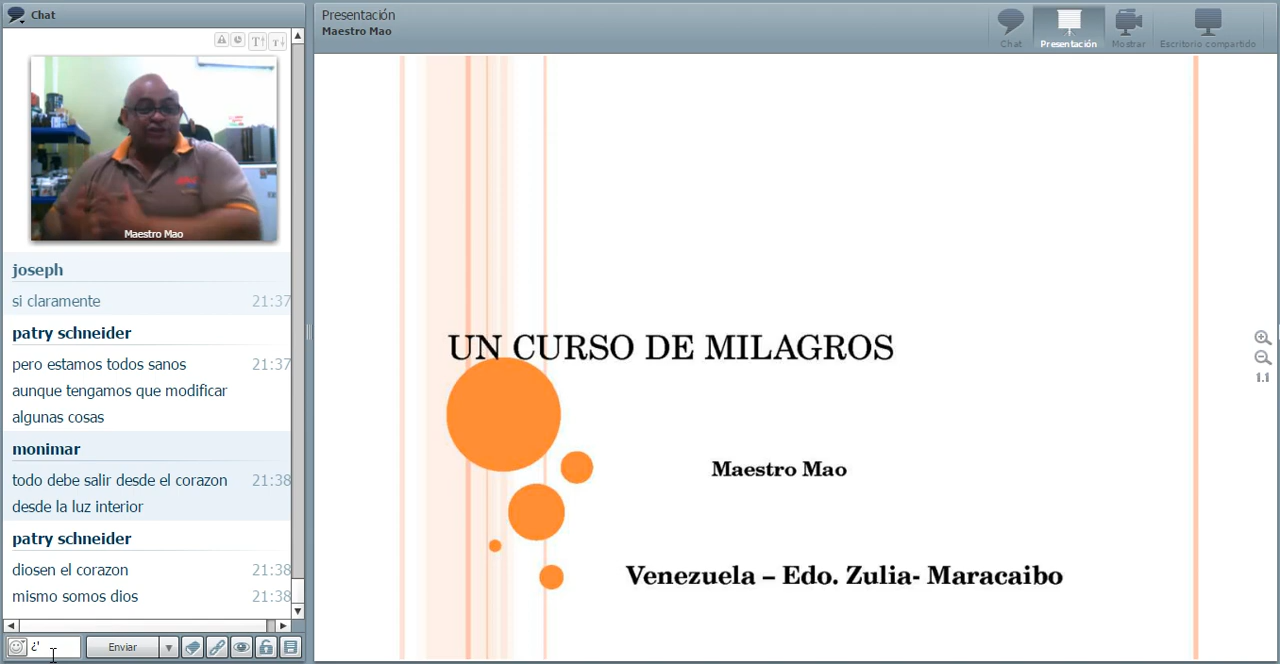 Chat
Maestro Mao
joseph
si claramente 21:37
patry schneider
pero estamos todos sanos 21:37
aunque tengamos que modificar
algunas cosas
monimar
todo debe salir desde el corazon 21:38
desde la luz interior
patry schneider
diosen el corazon 21:38
mismo somos dios 21:38
¿'
Enviar
Presentación
Maestro Mao
Chat
Presentación
Mostrar
Escritorio compartido
UN CURSO DE MILAGROS
Maestro Mao
Venezuela – Edo. Zulia- Maracaibo
1.1